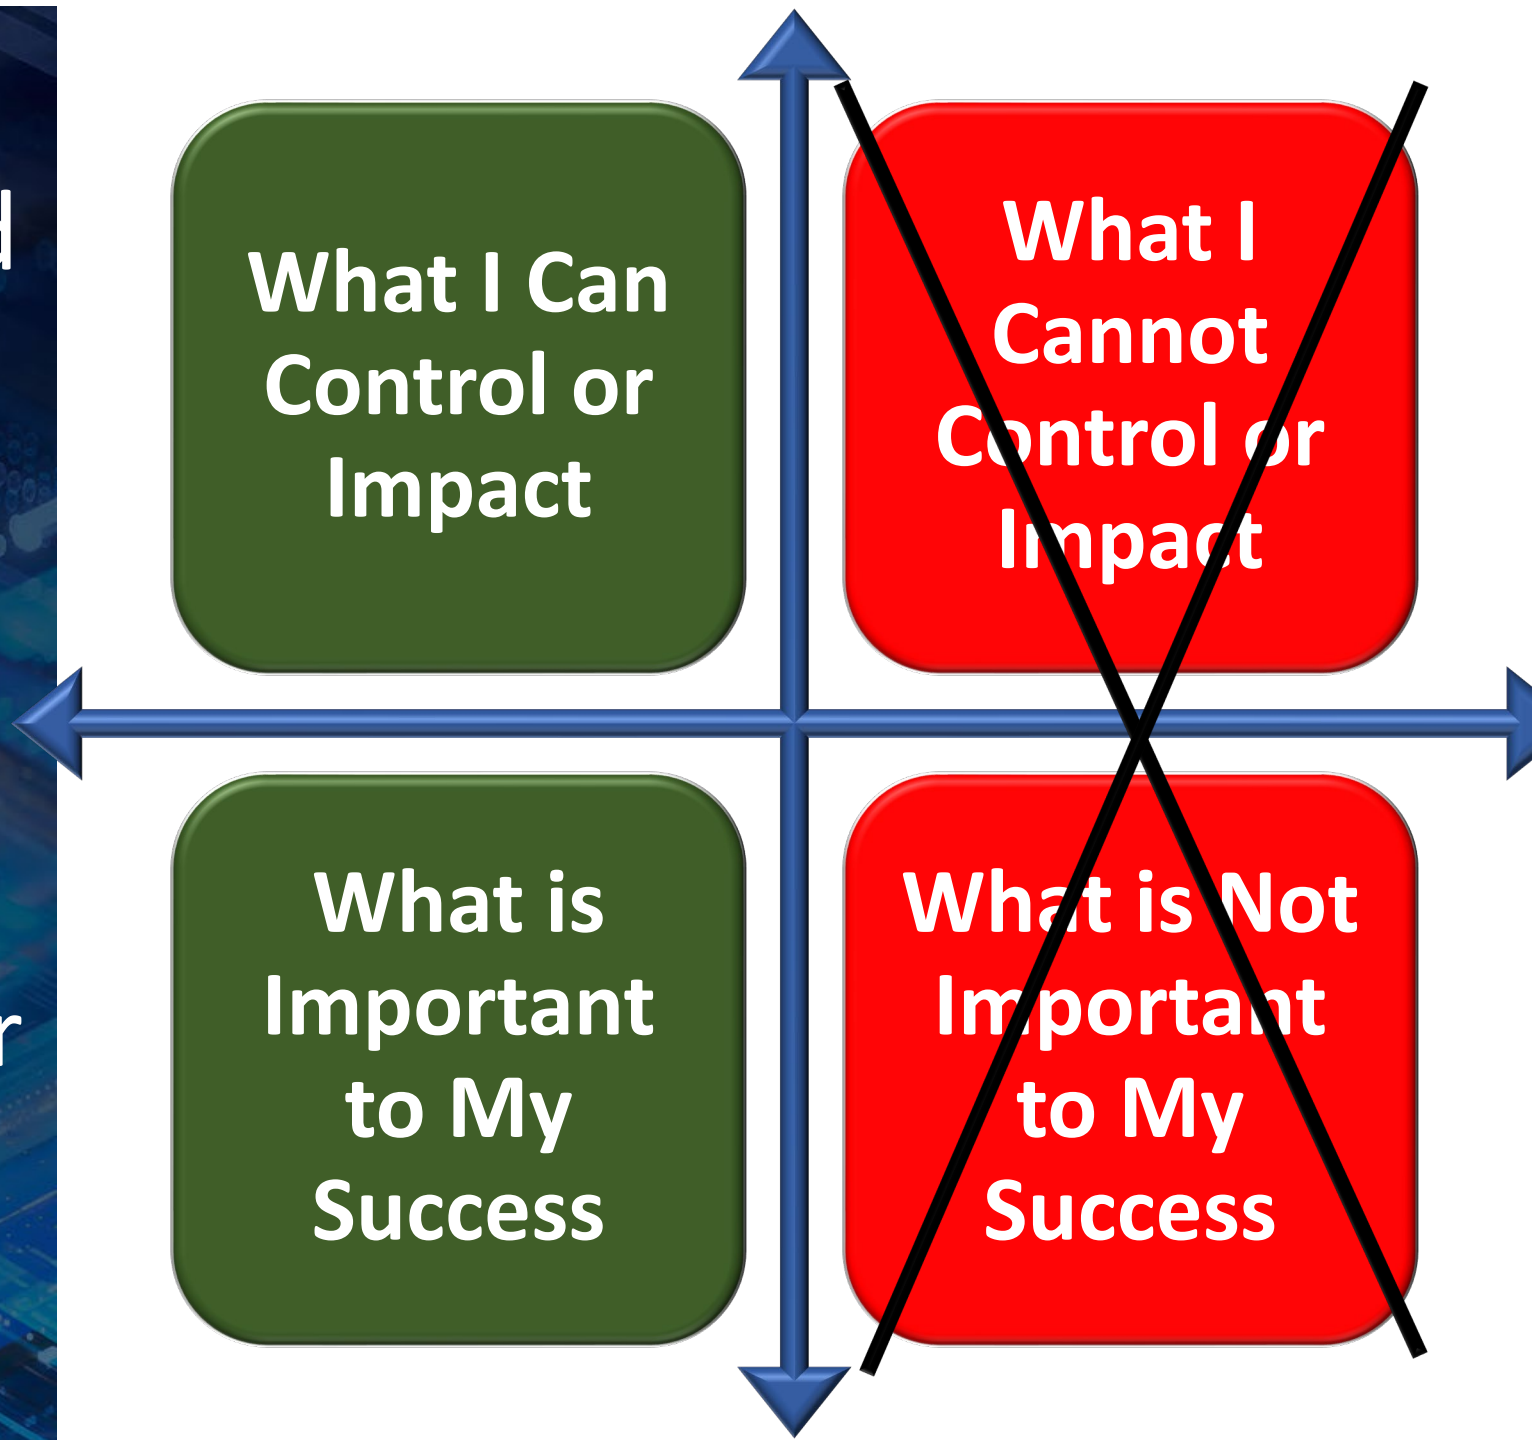 What I Can
Control or
Impact
What I
Cannot
Control or
Impact
What is
Important
to My
Success
What is Not
Important
to My
Success